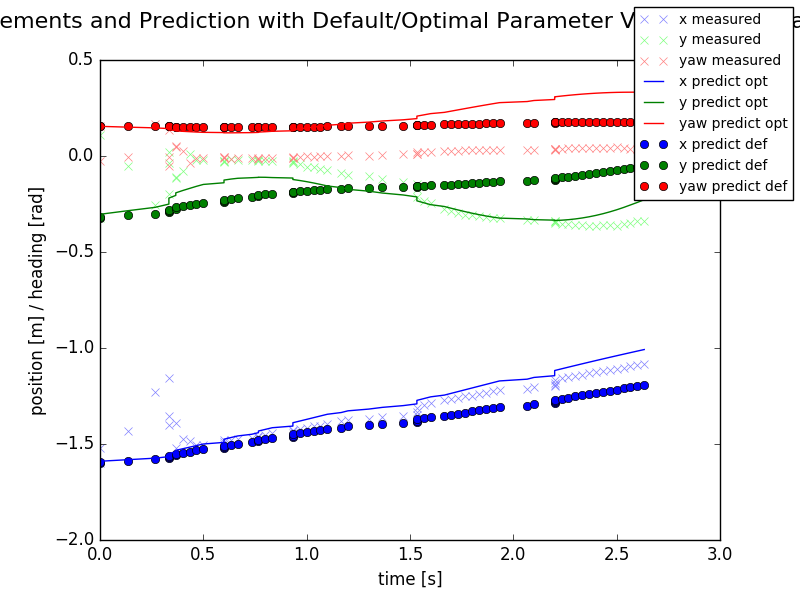 ements and Prediction with Default/Optimal Parameter V
x measured
y measured
yaw measured
x predict opt
y predict opt
yaw predict opt
x predict def
y predict def
yaw predict def
position [m] / heading [rad]
0.5
0.0
−0.5
−1.0
−1.5
−2.0
0.0 0.5 1.0 1.5 2.0 2.5 3.0
time [s]